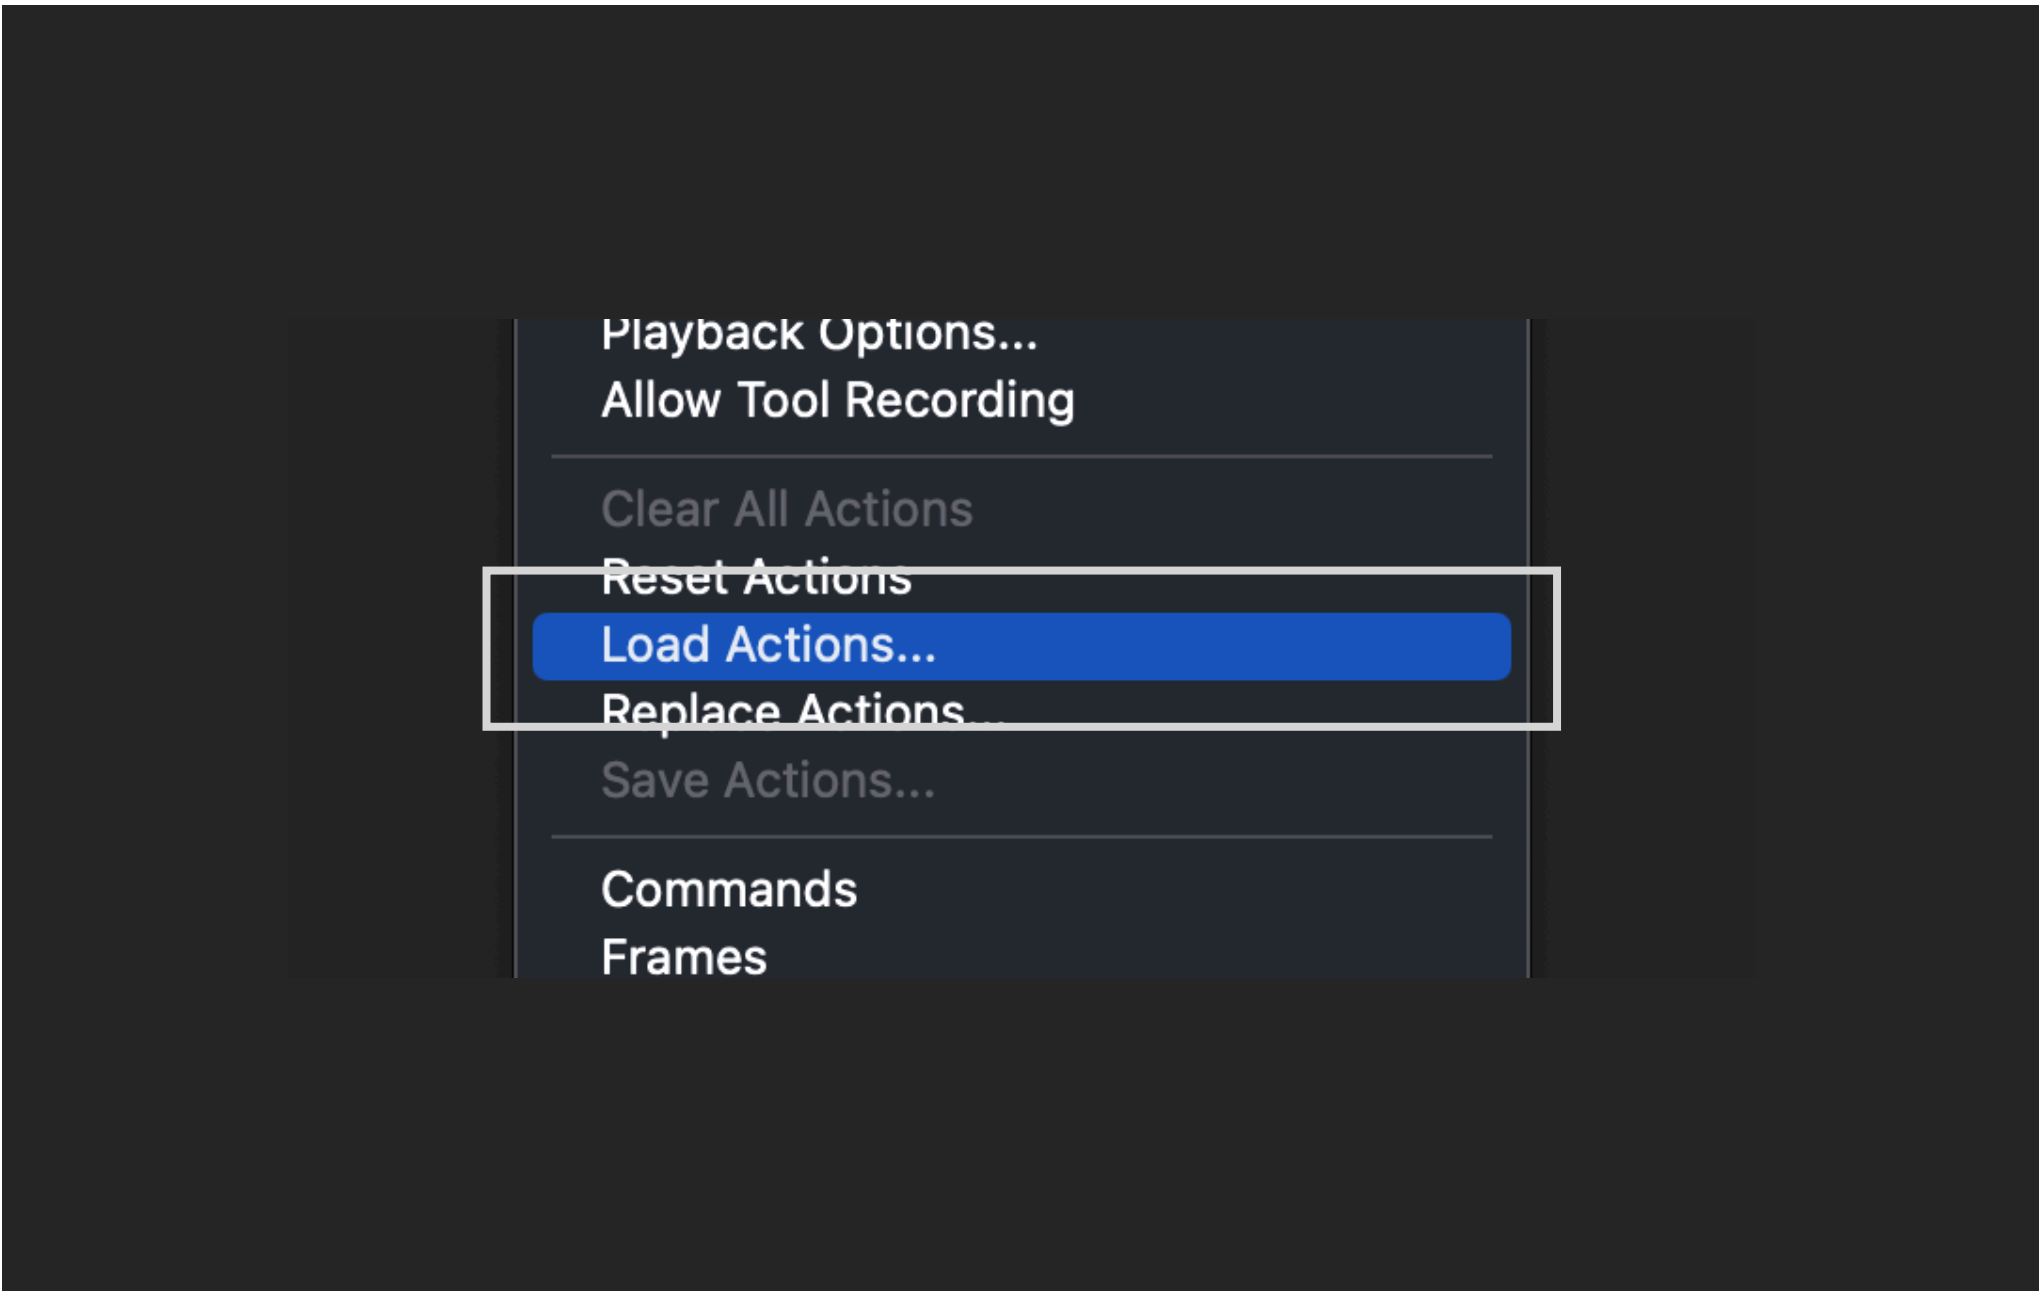 Playback Options...
Allow Tool Recording
Clear All Actions
Reset Actions
Load Actions...
Replace Actions...
Save Actions...
Commands
Frames